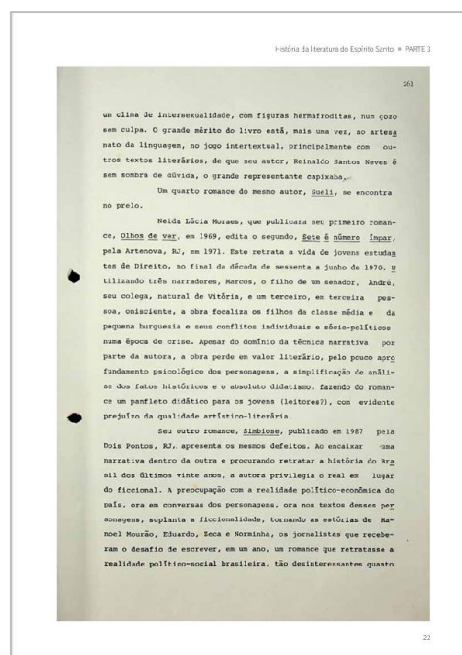 História da literatura do Espírito Santo ■ PARTE 3
261
um clima de intersexualidade, com figuras hermafroditas, num gozo
sem culpa. O grande mérito do livro está, mais uma vez, no artesa
nato da linguagem, no jogo intertextual, principalmente com ou-
tros textos literários, de que seu autor, Reinaldo Santos Neves é
sem sombra de dúvida, o grande representante capixaba.
Um quarto romance do mesmo autor, Sueli, se encontra
no prelo.
Neida Lúcia Moraes, que publicara seu primeiro roman-
ce, Olhos de ver, em 1969, edita o segundo, Sete é número ímpar,
pela Artenova, RJ, em 1971. Este retrata a vida de jovens estudan
tes de Direito, no final da década de sessenta a junho de 1970. U
tilizando três narradores, Marcos, o filho de um senador, André,
seu colega, natural de Vitória, e um terceiro, em terceira pes-
soa, onisciente, a obra focaliza os filhos da classe média e da
pequena burguesia e seus conflitos individuais e sócio-políticos
numa época de crise. Apesar do domínio da técnica narrativa por
parte da autora, a obra perde em valor literário, pelo pouco apro
fundamento psicológico dos personagens, a simplificação de análi-
se dos fatos históricos e o absoluto didatismo, fazendo do roman-
ce um panfleto didático para os jovens (leitores?), com evidente
prejuízo da qualidade artístico-literária.
Seu outro romance, Simbiose, publicado em 1987 pela
Dois Pontos, RJ, apresenta os mesmos defeitos. Ao encaixar uma
narrativa dentro da outra e procurando retratar a história do Bra
sil dos últimos vinte anos, a autora privilegia o real em lugar
do ficcional. A preocupação com a realidade político-econômica do
país, ora em conversas dos personagens, ora nos textos desses per
sonagens, suplanta a ficcionalidade, tornando as estórias de Ma-
noel Mourão, Eduardo, Zeca e Norminha, os jornalistas que recebe-
ram o desafio de escrever, em um ano, um romance que retratasse a
realidade político-social brasileira, tão desinteressantes quanto
22